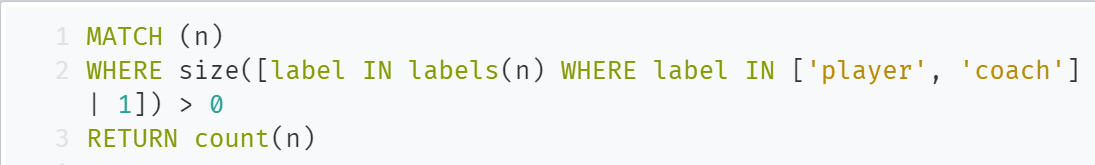 1 MATCH (n)
2 WHERE size([label IN labels(n) WHERE label IN ['player', 'coach']
| 1]) > 0
3 RETURN count(n)